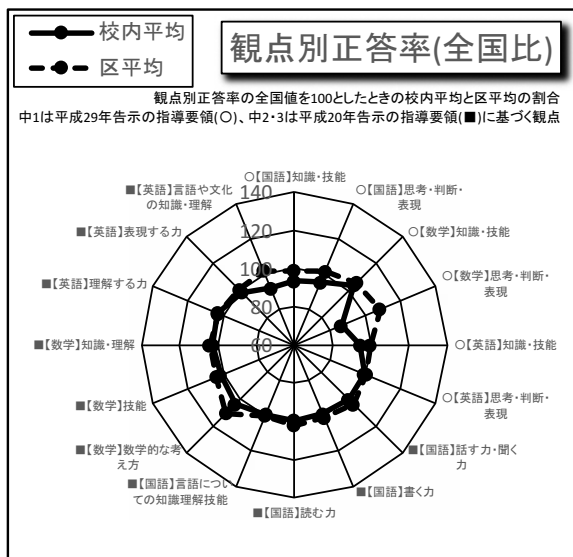 校内平均
区平均
観点別正答率(全国比)
観点別正答率の全国値を100としたときの校内平均と区平均の割合
中1は平成29年告示の指導要領(〇)、中2・3は平成20年告示の指導要領(■)に基づく観点
〇【国語】知識・技能
〇【国語】思考・判断・
表現
〇【数学】知識・技能
〇【数学】思考・判断・
表現
〇【英語】知識・技能
〇【英語】思考・判断・
表現
■【国語】話す力・聞く
力
■【国語】書く力
■【国語】読む力
■【国語】言語につい
ての知識理解技能
■【数学】数学的な考
え方
■【数学】技能
■【数学】知識・理解
■【英語】理解する力
■【英語】表現する力
■【英語】言語や文化
の知識・理解
140
120
100
80
60